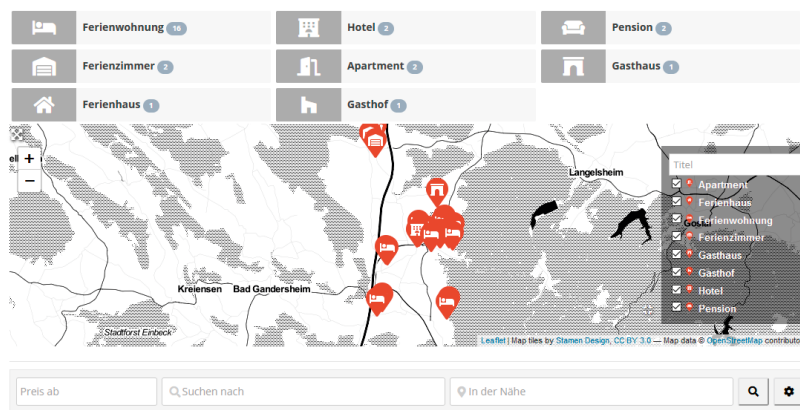 Ferienwohnung 16
Hotel 2
Pension 2
Ferienzimmer 2
Apartment 2
Gasthaus 1
Ferienhaus 1
Gasthof 1
+
−
Langelsheim
Titel
Apartment
Ferienhaus
Ferienwohnung
Goslar
Ferienzimmer
Gasthaus
Gasthof
Hotel
Pension
Kreiensen
Bad Gandersheim
Stadtforst Einbeck
Leaflet | Map tiles by Stamen Design, CC BY 3.0 — Map data © OpenStreetMap contributo
Preis ab
Suchen nach
In der Nähe